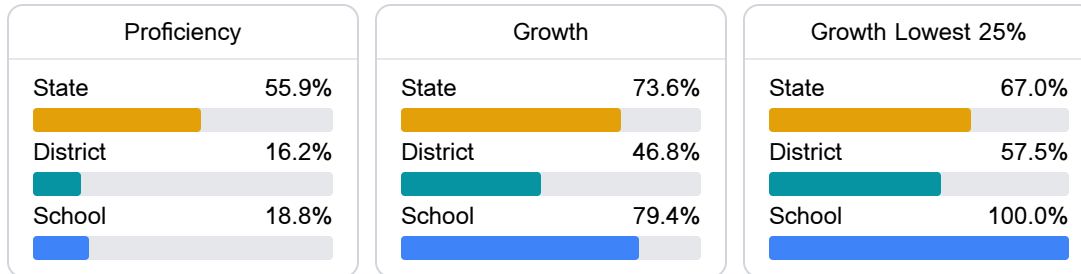 Proficiency
State 55.9%
District 16.2%
School 18.8%
Growth
State 73.6%
District 46.8%
School 79.4%
Growth Lowest 25%
State 67.0%
District 57.5%
School 100.0%